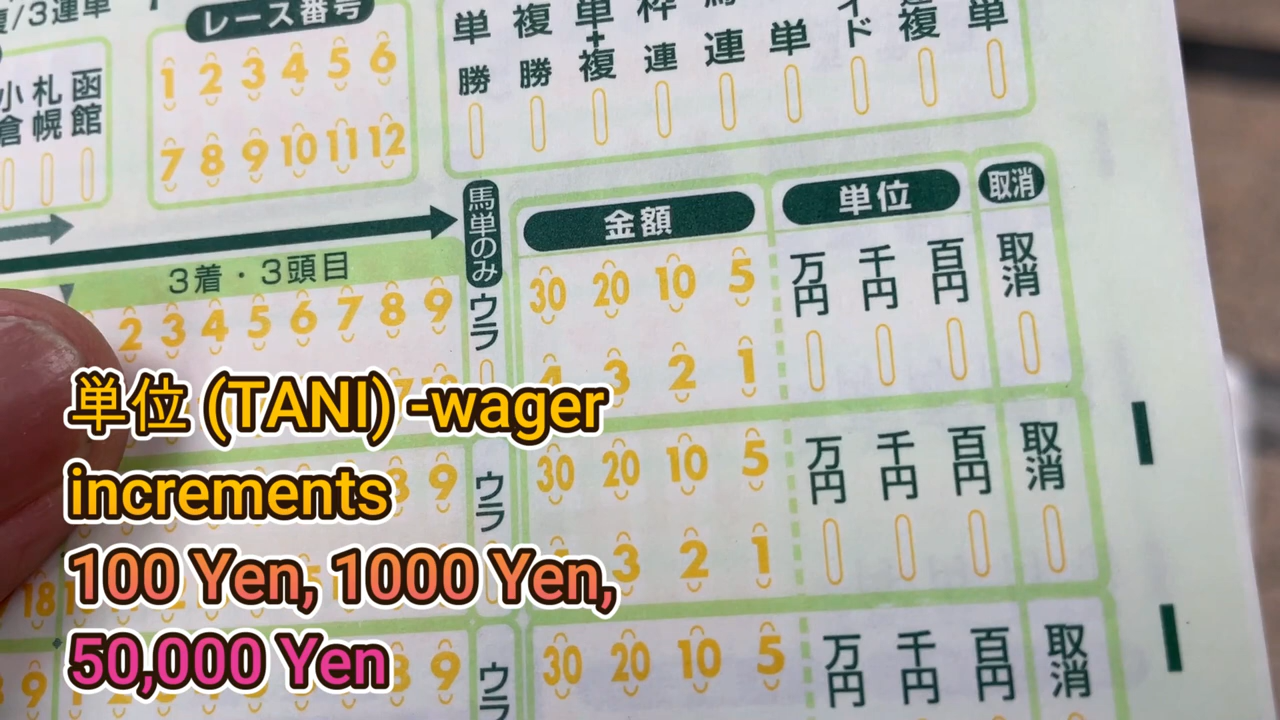 /3連単
レース番号
1 2 3 4 5 6
7 8 9 10 11 12
小倉 札幌 函館
単勝 複勝 単+複 枠連 連 単 イド 複 単
馬単のみ
金額 単位 取消
3着・3頭目
2 3 4 5 6 7 8 9
ウラ
30 20 10 5
4 3 2 1
万円 千円 百円 取消
9
ウラ
30 20 10 5
3 2 1
万円 千円 百円 取消
18
9
9
ウラ
30 20 10 5
万円 千円 百円 取消
単位 (TANI) -wager
increments
100 Yen, 1000 Yen,
50,000 Yen